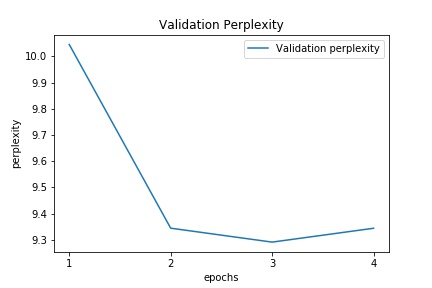 Validation Perplexity
Validation perplexity
10.0
9.9
9.8
9.7
9.6
9.5
9.4
9.3
perplexity
1 2 3 4
epochs